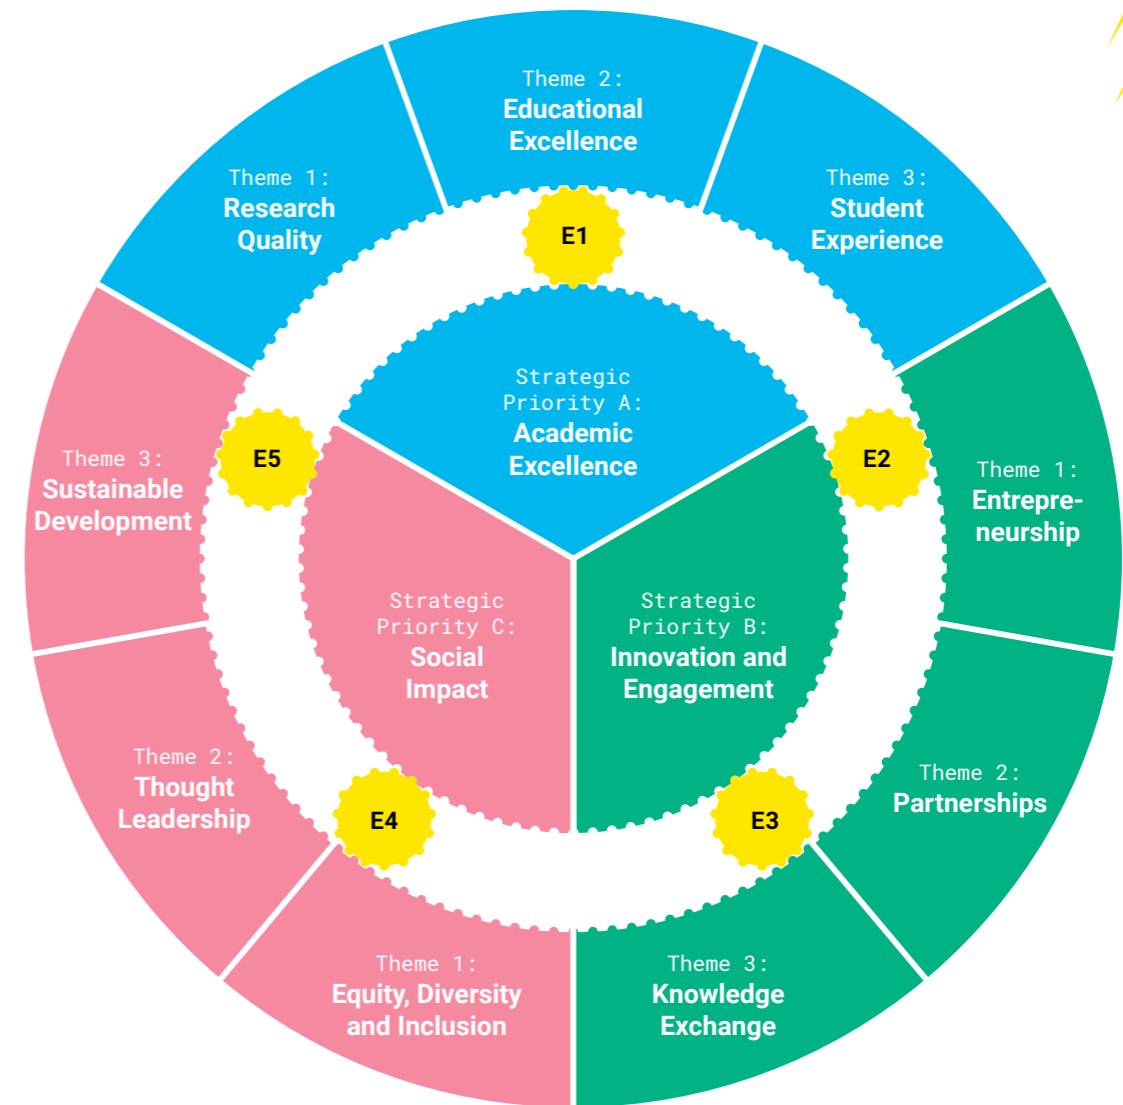 Theme 2:
Educational
Excellence
Theme 1:
Research
Quality
Theme 3:
Student
Experience
E1
Strategic
Priority A:
Academic
Excellence
E5
E2
Theme 3:
Sustainable
Development
Theme 1:
Entrepre-
neurship
Strategic
Priority C:
Social
Impact
Strategic
Priority B:
Innovation and
Engagement
Theme 2:
Thought
Leadership
Theme 2:
Partnerships
E4
E3
Theme 1:
Equity, Diversity
and Inclusion
Theme 3:
Knowledge
Exchange